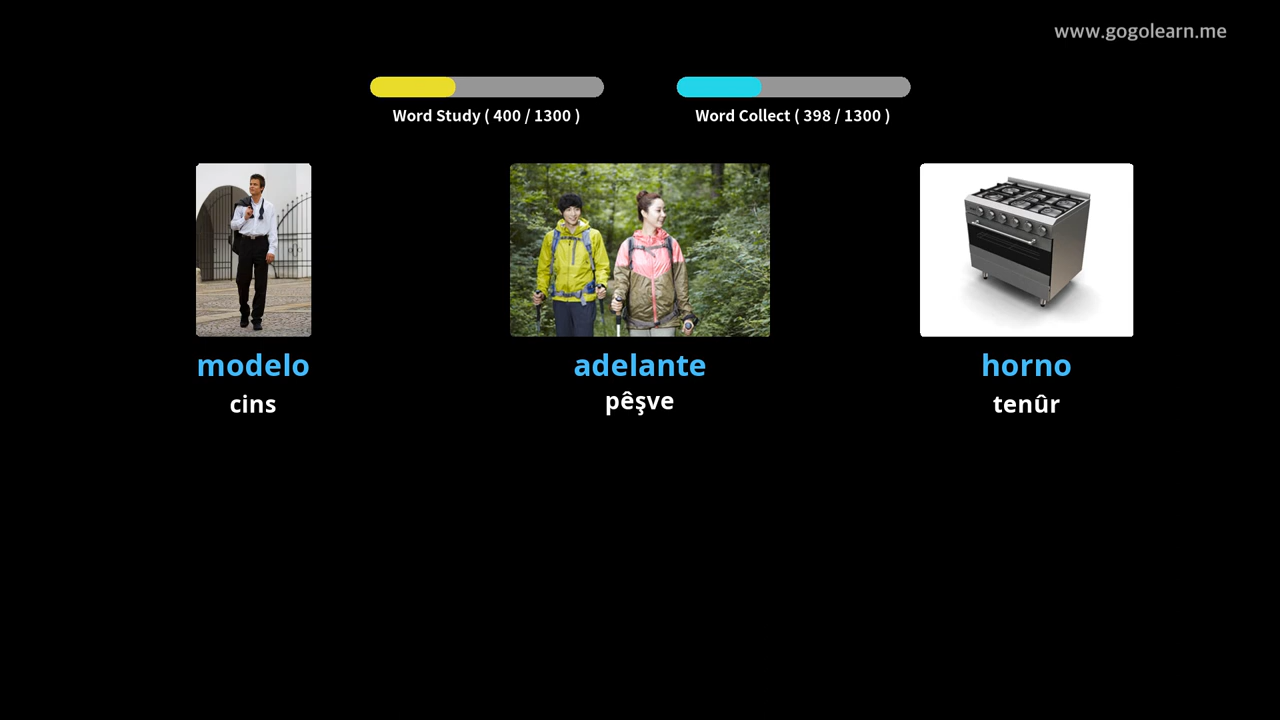 www.gogolearn.me
Word Study ( 400 / 1300 )
Word Collect ( 398 / 1300 )
modelo
cins
adelante
pêşve
horno
tenûr